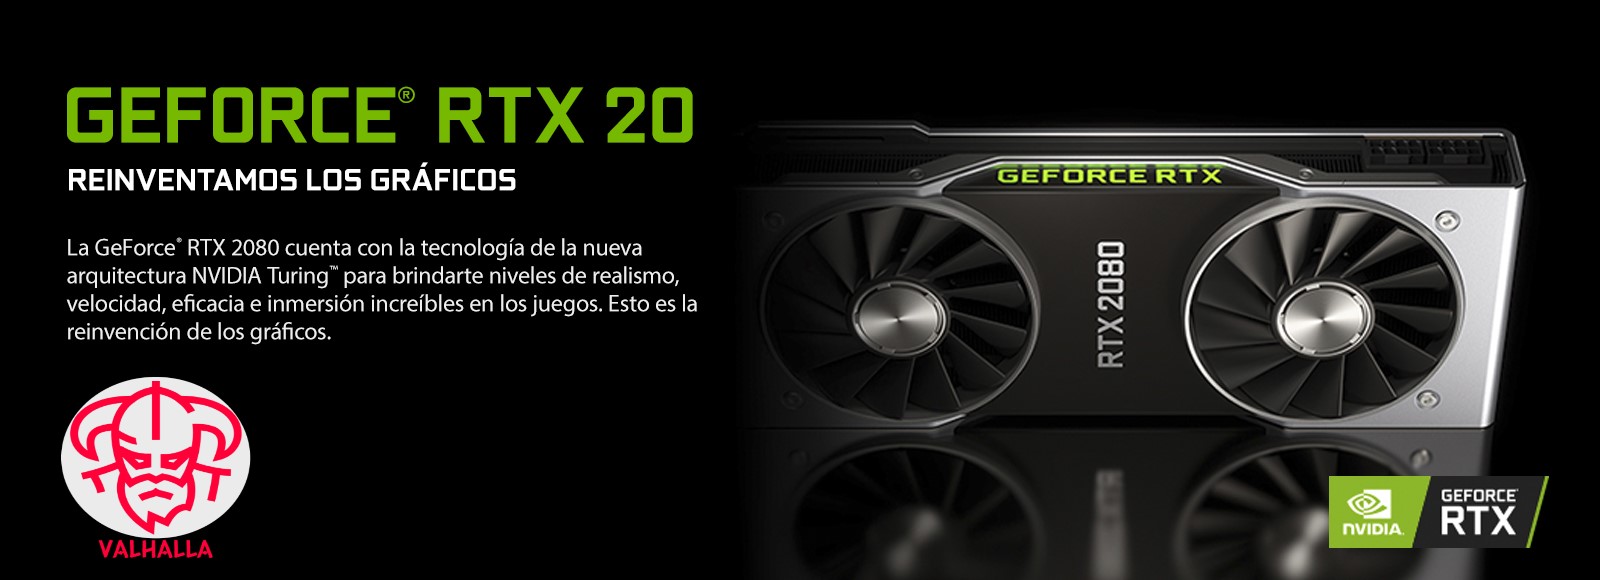 GEFORCE® RTX 20
REINVENTAMOS LOS GRÁFICOS
La GeForce® RTX 2080 cuenta con la tecnología de la nueva
arquitectura NVIDIA Turing™ para brindarte niveles de realismo,
velocidad, eficacia e inmersión increíbles en los juegos. Esto es la
reinvención de los gráficos.
VALHALLA
GEFORCE RTX
RTX 2080
NVIDIA.
GEFORCE®
RTX